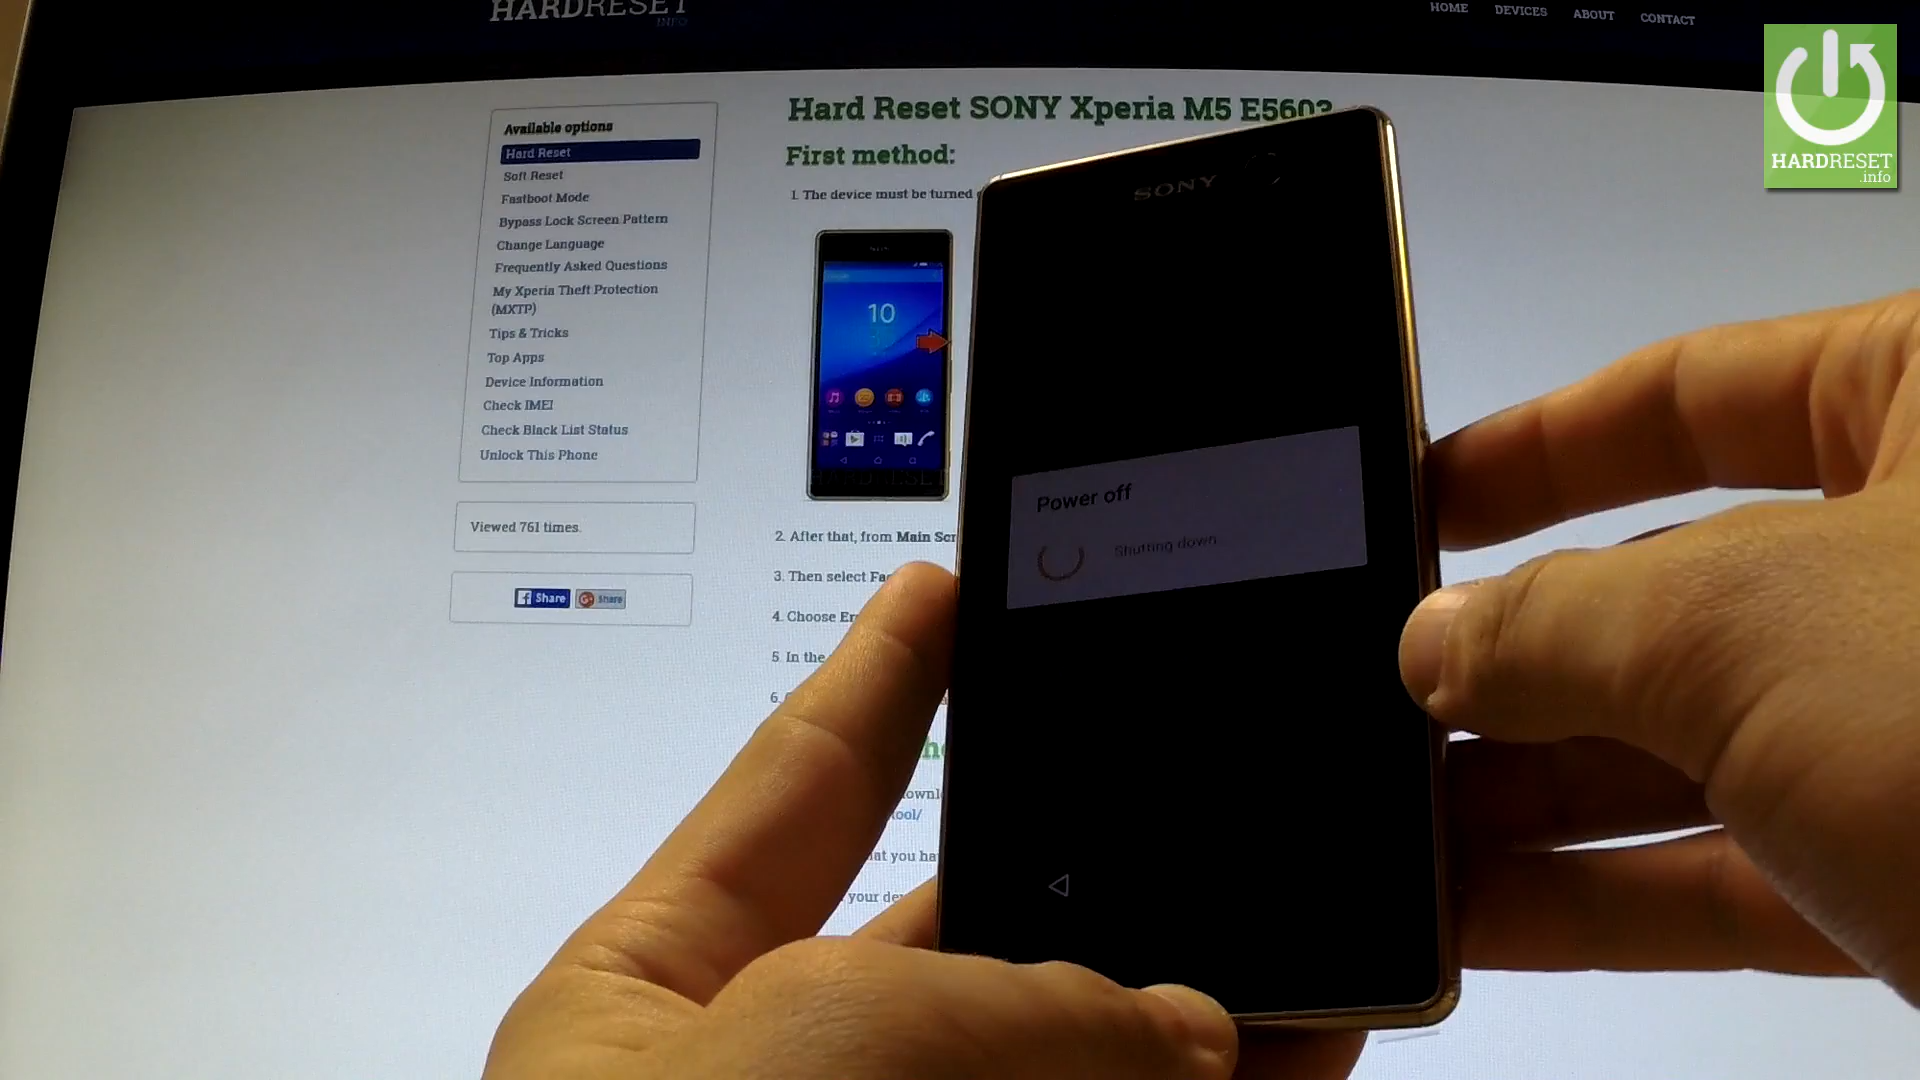 HARDRESET
INFO
HOME DEVICES ABOUT CONTACT
HARDRESET
.info
Available options
Hard Reset
Soft Reset
Fastboot Mode
Bypass Lock Screen Pattern
Change Language
Frequently Asked Questions
My Xperia Theft Protection
(MXTP)
Tips & Tricks
Top Apps
Device Information
Check IMEI
Check Black List Status
Unlock This Phone
Viewed 761 times.
Share
Share
Hard Reset SONY Xperia M5 E5603
First method:
1. The device must be turned
10
2. After that, from Main
3. Then select
4. Choose
5. In the
6.
your
SONY
Power off
Shutting down